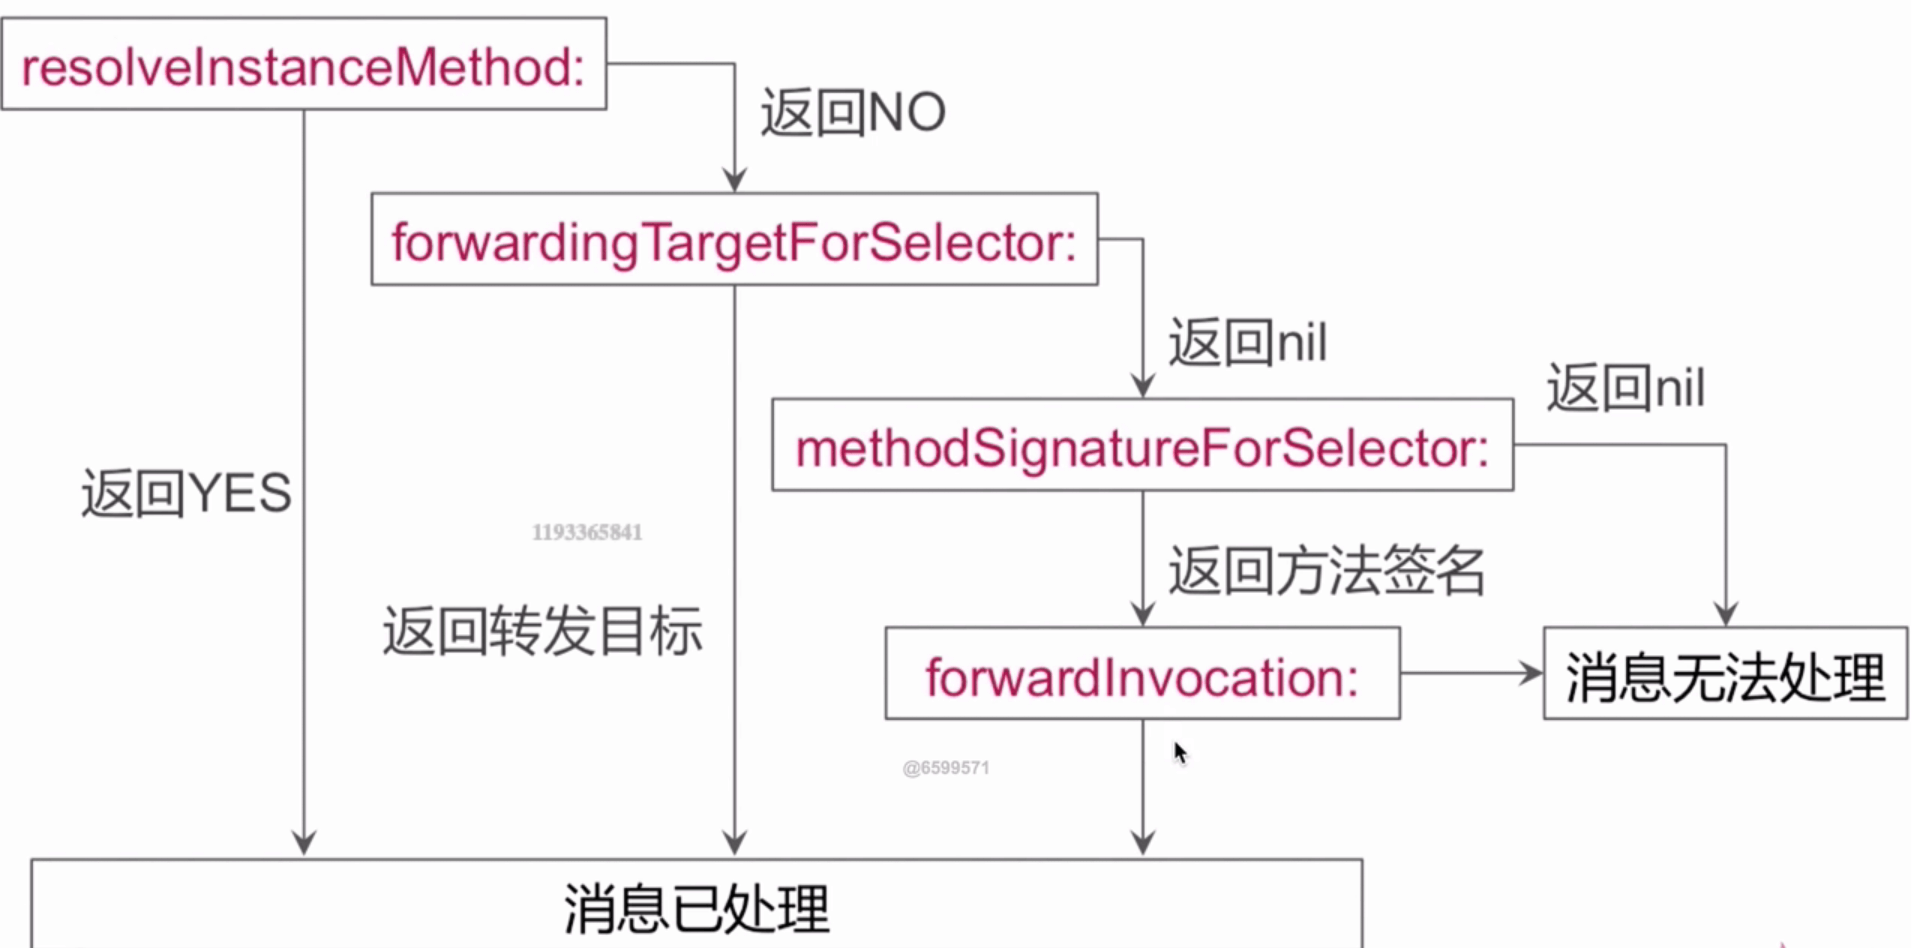 resolveInstanceMethod:
返回NO
forwardingTargetForSelector:
返回nil
返回nil
methodSignatureForSelector:
返回YES
1193365841
返回方法签名
返回转发目标
forwardInvocation:
消息无法处理
@6599571
消息已处理